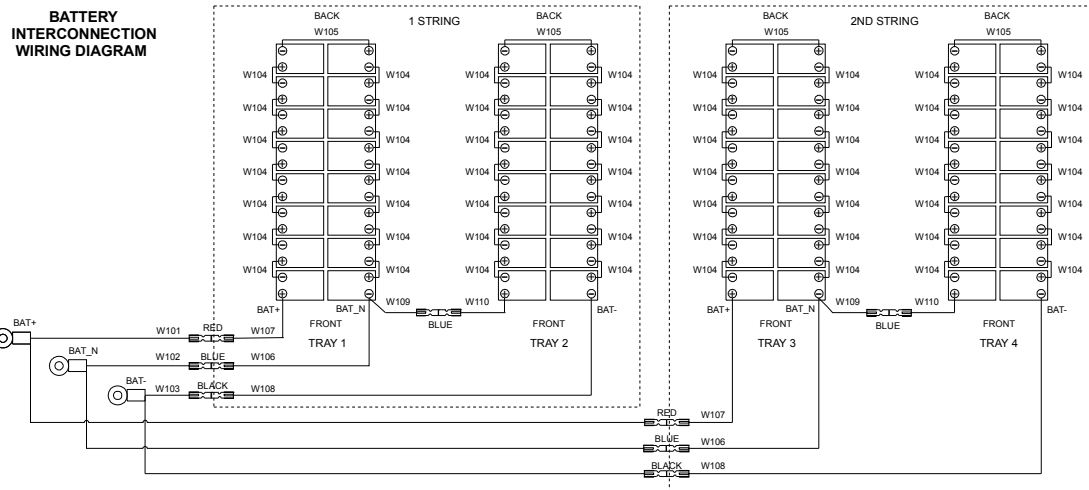 BATTERY
INTERCONNECTION
WIRING DIAGRAM
BACK 1 STRING BACK
W105 W105
BACK 2ND STRING BACK
W105 W105
W104 W104 W104 W104 W104 W104 W104 W104
W104 W104 W104 W104 W104 W104 W104 W104
W104 W104 W104 W104 W104 W104 W104 W104
W104 W104 W104 W104 W104 W104 W104 W104
W104 W104 W104 W104 W104 W104 W104 W104
W104 W104 W104 W104 W104 W104 W104 W104
W104 W104 W104 W104 W104 W104 W104 W104
BAT+ BAT_N W109 W110 BAT- BAT+ BAT_N W109 W110 BAT-
BLUE BLUE
FRONT FRONT FRONT FRONT
TRAY 1 TRAY 2 TRAY 3 TRAY 4
BAT+ W101 RED W107
BAT_N W102 BLUE W106
BAT- W103 BLACK W108
RED W107
BLUE W106
BLACK W108